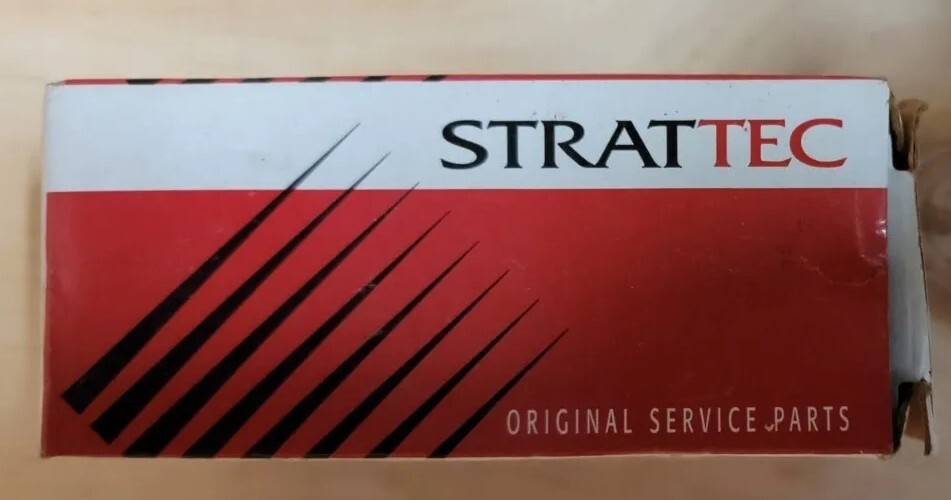 STRATTEC
ORIGINAL SERVICE PARTS